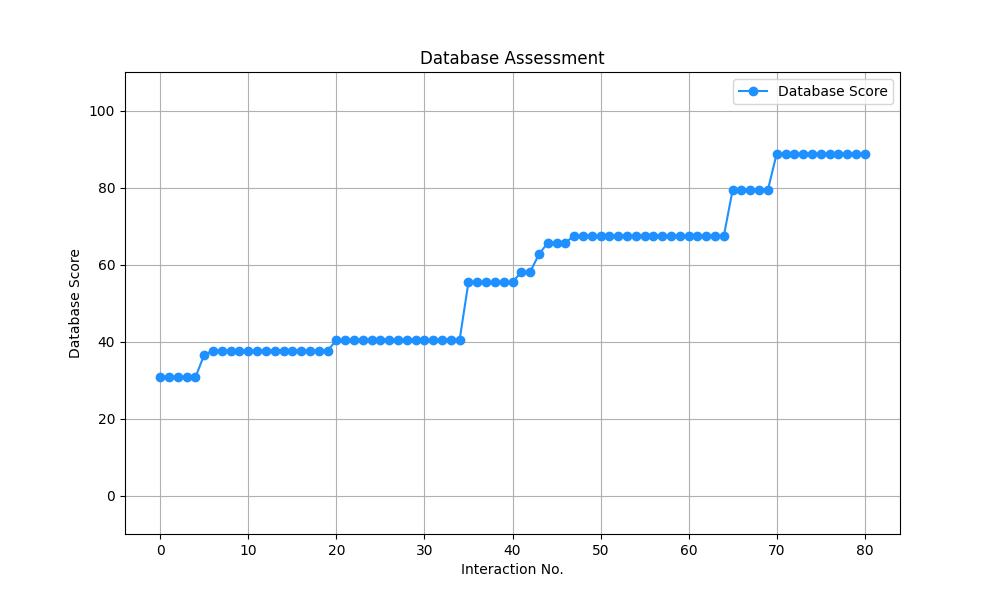 Database Assessment
Database Score
100
80
60
40
20
0
Database Score
0 10 20 30 40 50 60 70 80
Interaction No.